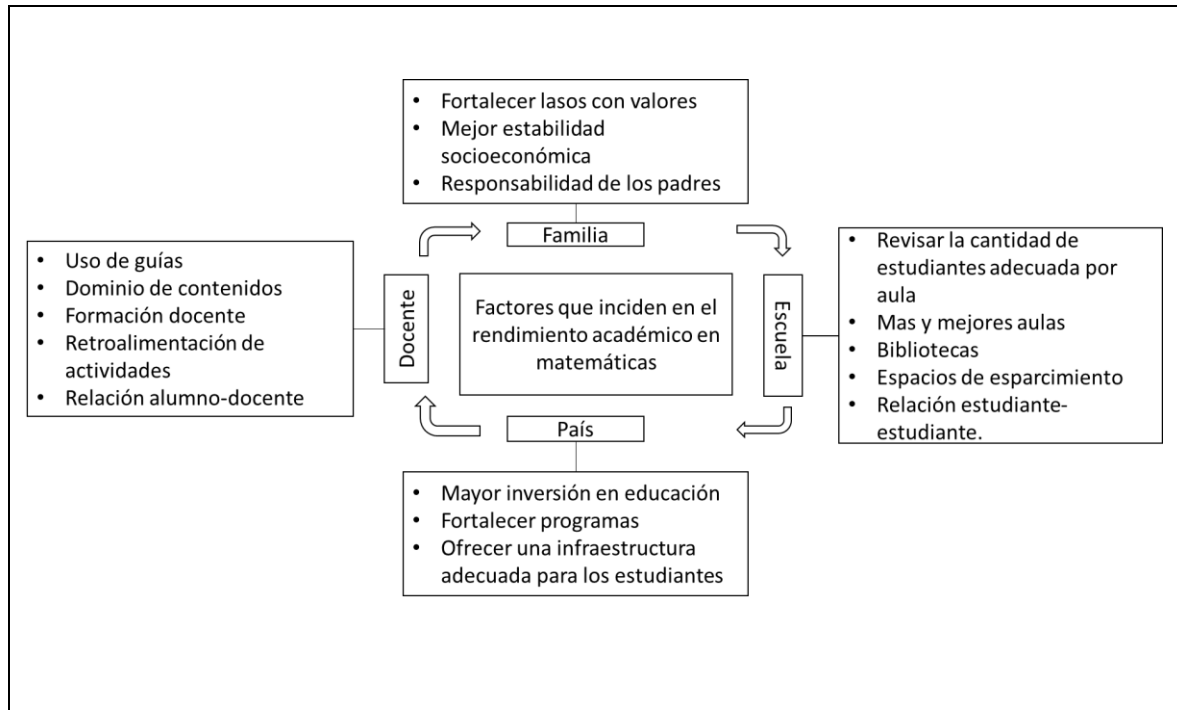 • Fortalecer lasos con valores
• Mejor estabilidad
socioeconómica
• Responsabilidad de los padres
Familia
• Uso de guías
• Dominio de contenidos
• Formación docente
• Retroalimentación de
actividades
• Relación alumno-docente
Docente
Factores que inciden en el
rendimiento académico en
matemáticas
Escuela
• Revisar la cantidad de
estudiantes adecuada por
aula
• Mas y mejores aulas
• Bibliotecas
• Espacios de esparcimiento
• Relación estudiante-
estudiante.
País
• Mayor inversión en educación
• Fortalecer programas
• Ofrecer una infraestructura
adecuada para los estudiantes